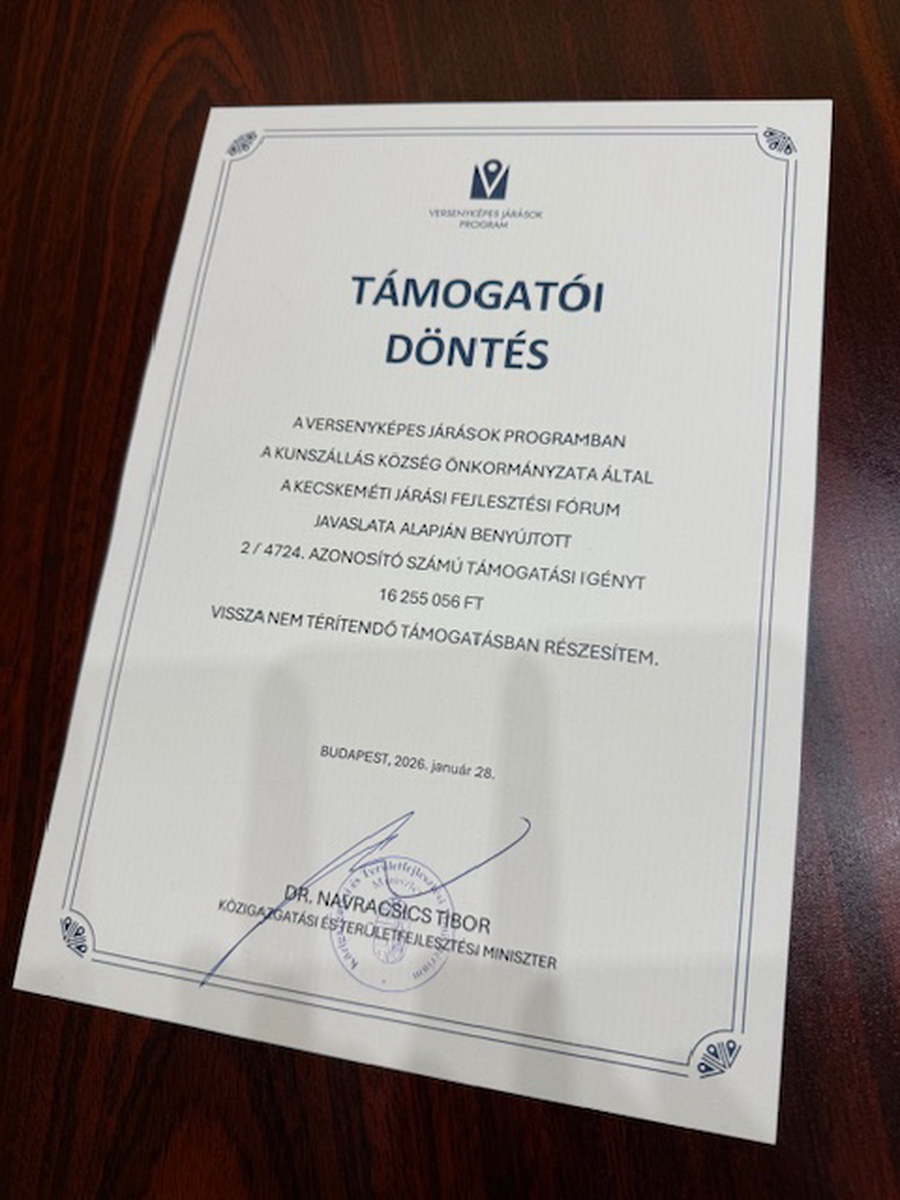 VERSENYKÉPES JÁRÁSOK
PROGRAM
TÁMOGATÓI
DÖNTÉS
A VERSENYKÉPES JÁRÁSOK PROGRAMBAN
A KUNSZÁLLÁS KÖZSÉG ÖNKORMÁNYZATA ÁLTAL
A KECSKEMÉTI JÁRÁSI FEJLESZTÉSI FÓRUM
JAVASLATA ALAPJÁN BENYÚJTOTT
2 / 4724. AZONOSÍTÓ SZÁMÚ TÁMOGATÁSI IGÉNYT
16 255 056 FT
VISSZA NEM TÉRÍTENDŐ TÁMOGATÁSBAN RÉSZESÍTEM.
BUDAPEST, 2026. január 28.
DR. NAVRACSICS TIBOR
KÖZIGAZGATÁSI ÉS TERÜLETFEJLESZTÉSI MINISZTER